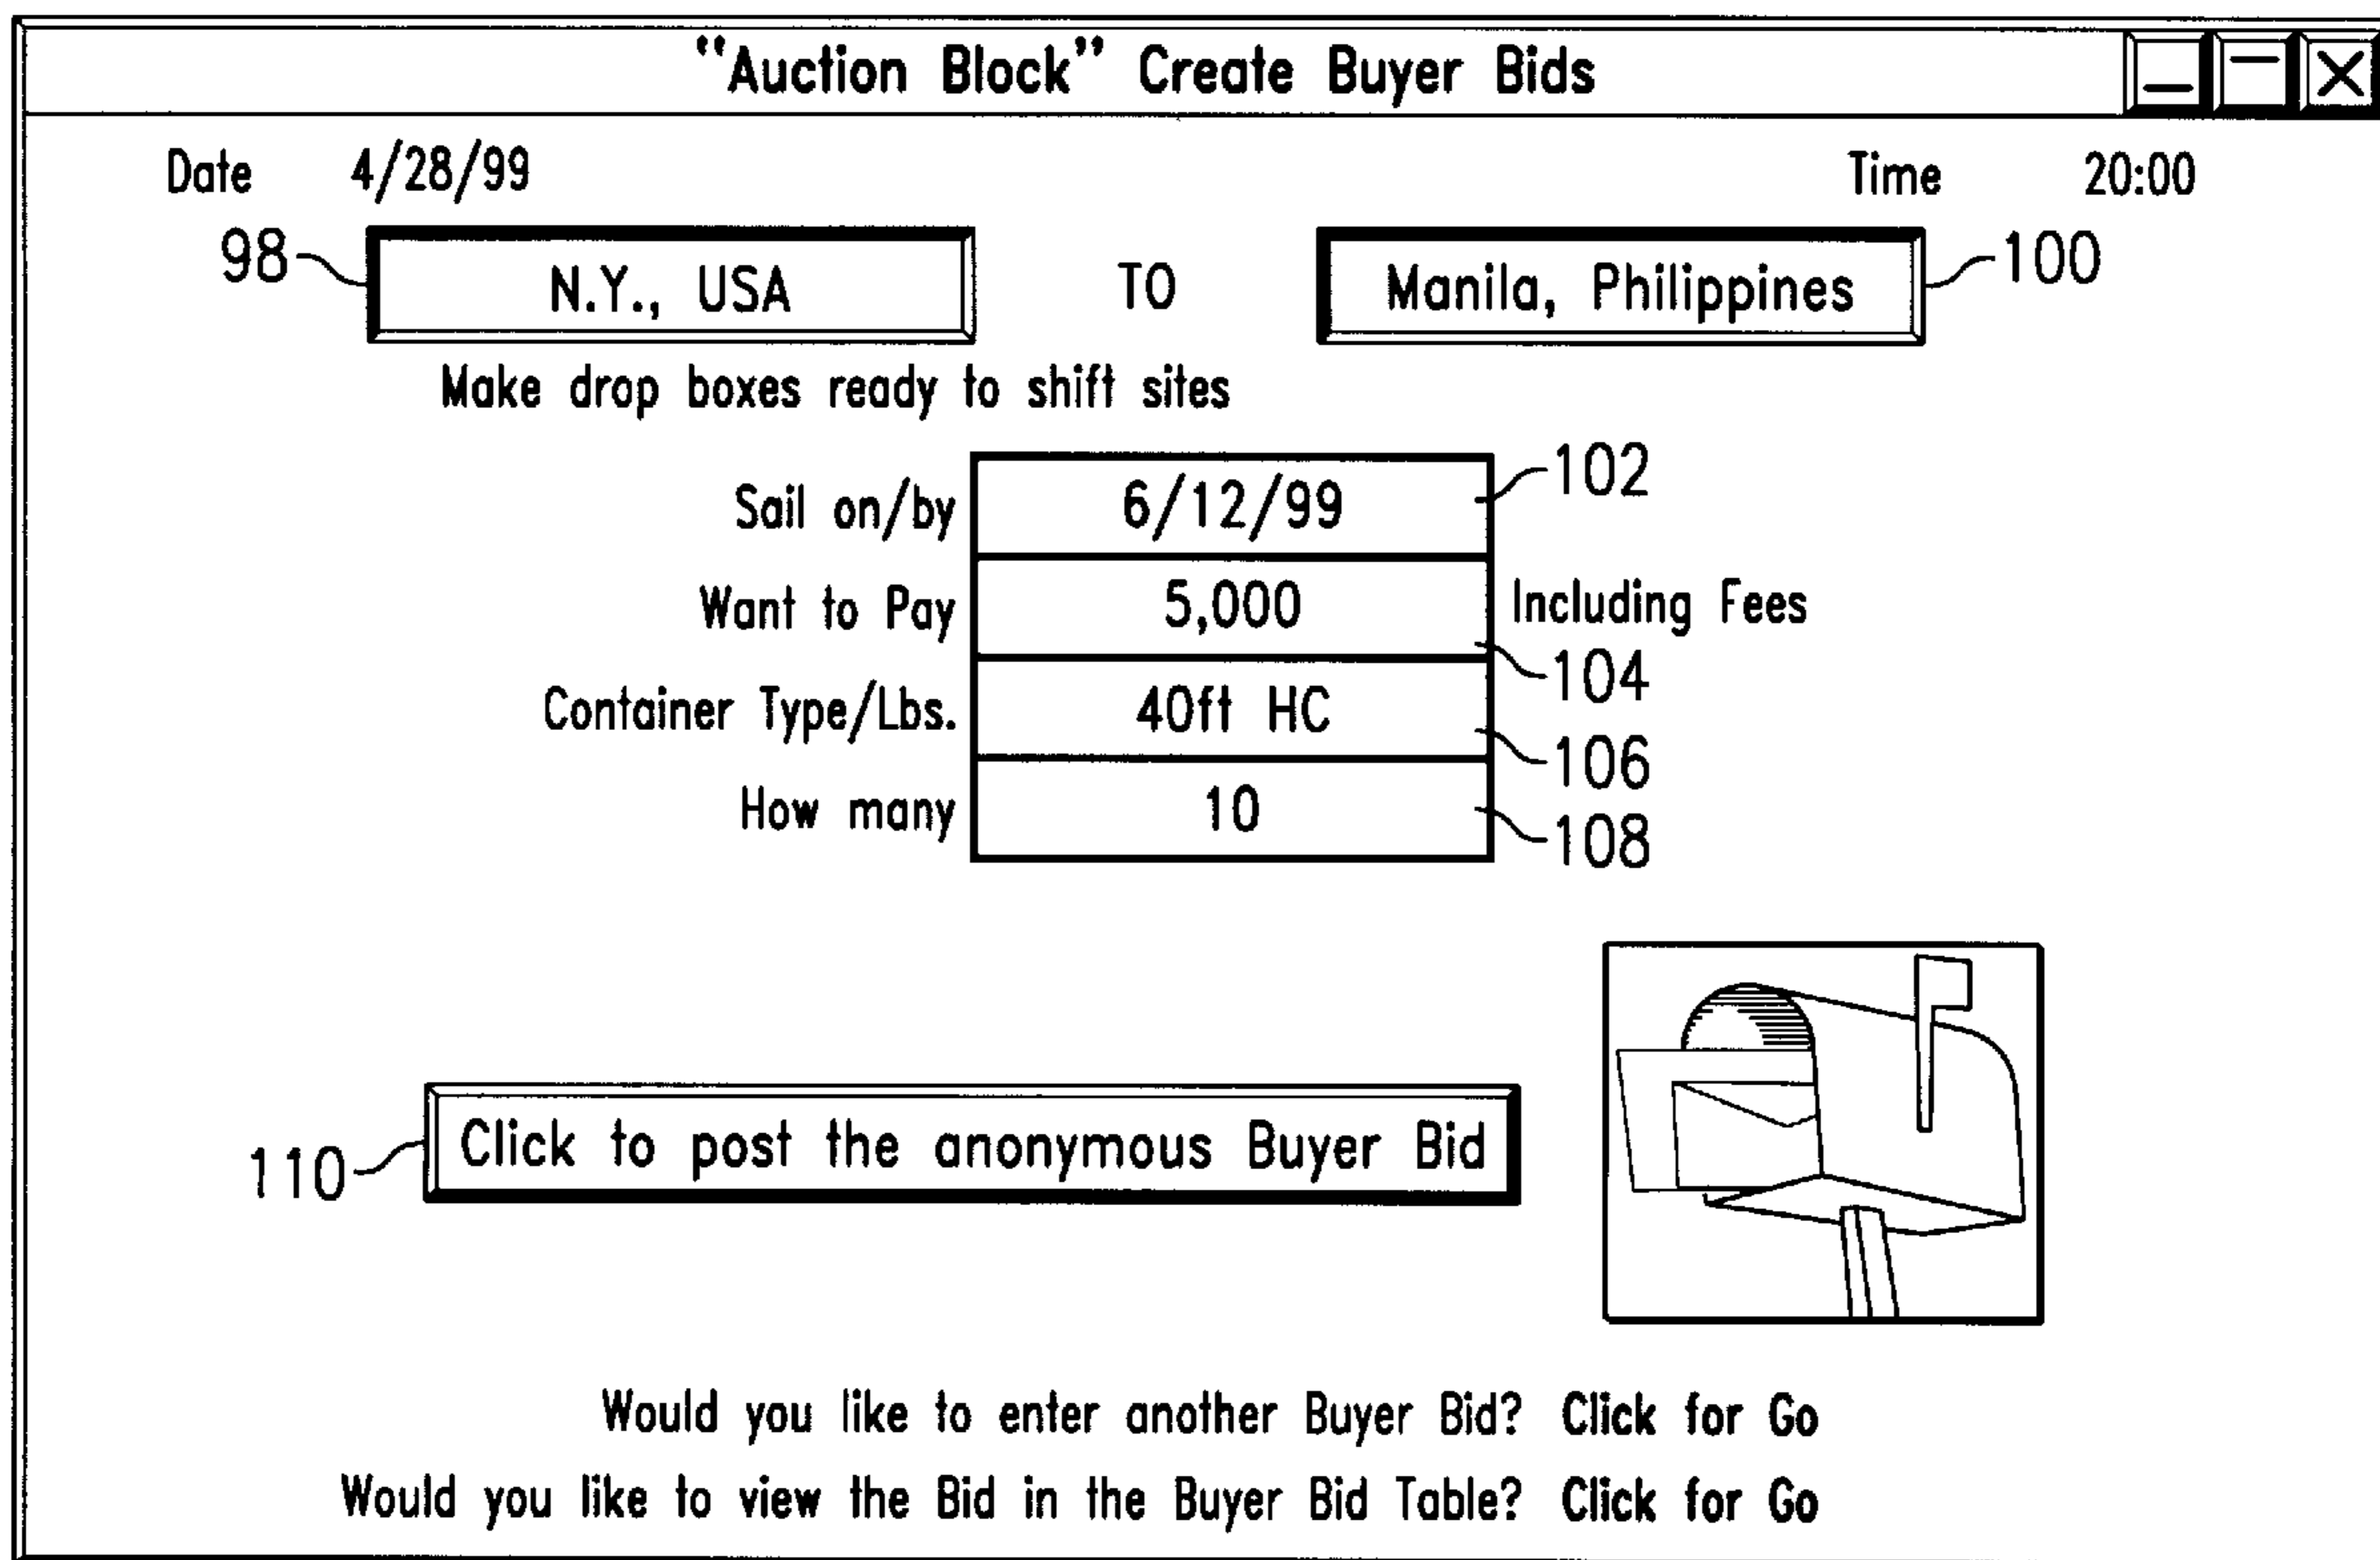 "Auction Block" Create Buyer Bids
Date 4/28/99 Time 20:00
98 N.Y., USA TO Manila, Philippines 100
Make drop boxes ready to shift sites
Sail on/by 6/12/99 102
Want to Pay 5,000 Including Fees
104
Container Type/Lbs. 40ft HC
106
How many 10
108
110 Click to post the anonymous Buyer Bid
Would you like to enter another Buyer Bid? Click for Go
Would you like to view the Bid in the Buyer Bid Table? Click for Go